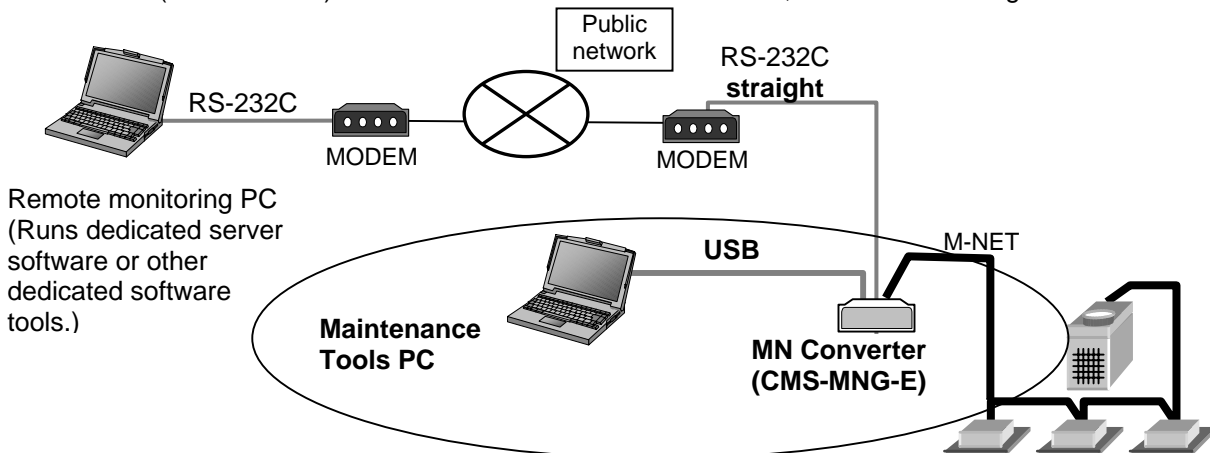 Public
network
RS-232C
straight
RS-232C
MODEM
MODEM
Remote monitoring PC
(Runs dedicated server
software or other
dedicated software
tools.)
USB
M-NET
Maintenance
Tools PC
MN Converter
(CMS-MNG-E)